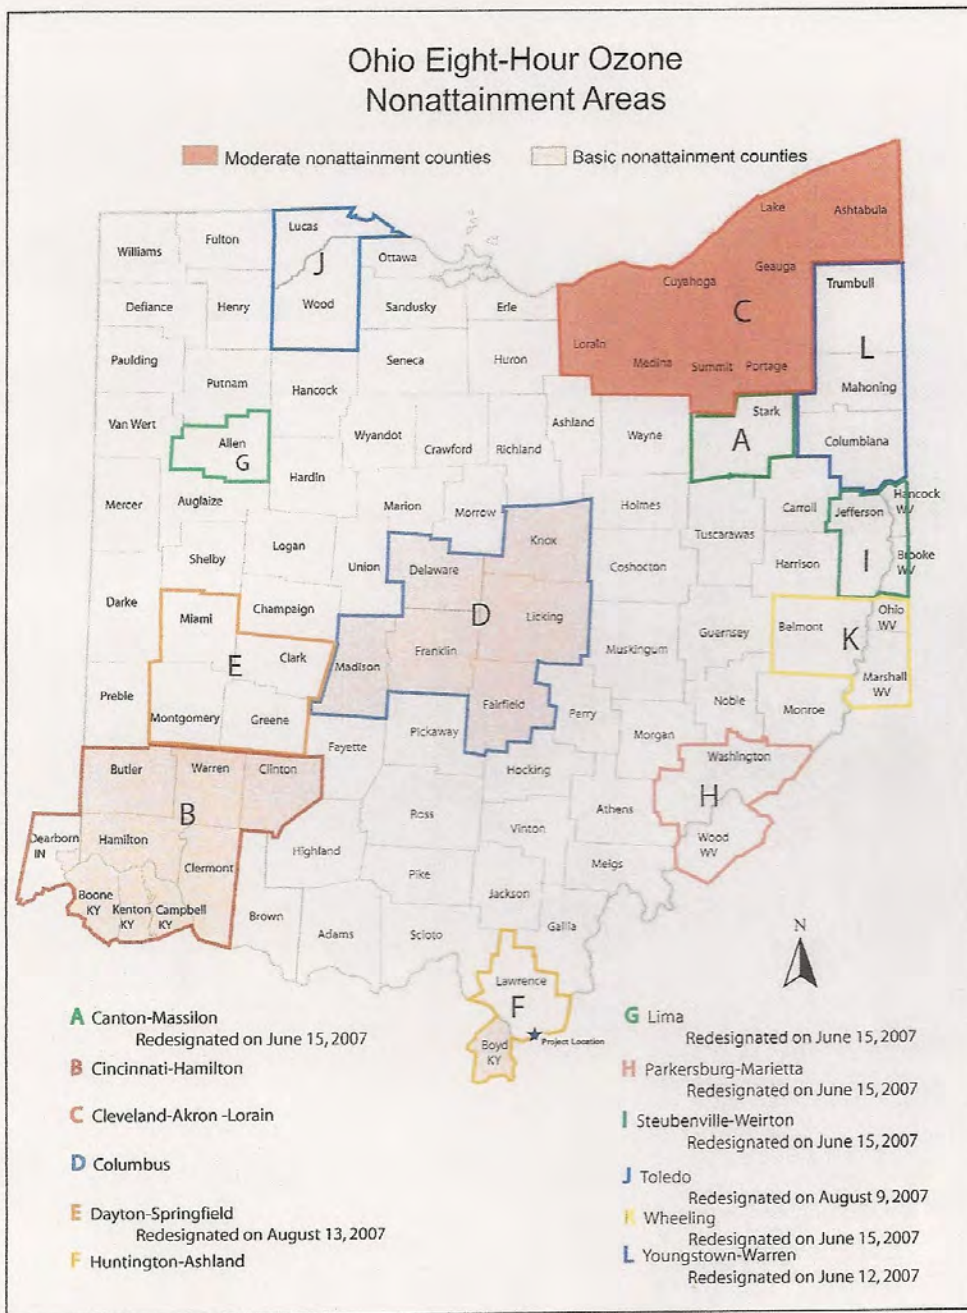 Ohio Eight-Hour Ozone
Nonattainment Areas
Moderate nonattainment counties
Basic nonattainment counties
Lake
Ashtabula
Lucas
Fulton
Williams
Ottawa
Geauga
J
Cuyahoga
Trumbull
Defiance
Henry
Wood
Sandusky
Erie
C
Lorain
L
Paulding
Seneca
Huron
Medina
Summit
Portage
Putnam
Hancock
Mahoning
Van Wert
Allen
G
Wyandot
Crawford
Richland
Ashland
Wayne
Stark
A
Columbiana
Hardin
Mercer
Auglaize
Marion
Morrow
Holmes
Carroll
Jefferson
Hancock
WV
Tuscarawas
Knox
Logan
Shelby
Union
Delaware
Coshocton
Harrison
I
Brooke
WV
Darke
Champaign
Miami
D
Licking
Ohio
WV
Belmont
K
Guernsey
Clark
E
Madison
Franklin
Muskingum
Marshall
WV
Preble
Fairfield
Noble
Monroe
Montgomery
Greene
Perry
Pickaway
Fayette
Morgan
Washington
Butler
Warren
Clinton
Hocking
H
B
Ross
Athens
Vinton
Wood
WV
Dearborn
IN
Hamilton
Highland
Clermont
Pike
Meigs
Jackson
Boone
KY
Kenton
KY
Campbell
KY
Brown
Adams
Scioto
Gallia
N
Lawrence
F
Boyd
KY
Project Location
A Canton-Massilon
Redesignated on June 15, 2007
B Cincinnati-Hamilton
C Cleveland-Akron -Lorain
D Columbus
E Dayton-Springfield
Redesignated on August 13, 2007
F Huntington-Ashland
G Lima
Redesignated on June 15, 2007
H Parkersburg-Marietta
Redesignated on June 15, 2007
I Steubenville-Weirton
Redesignated on June 15, 2007
J Toledo
Redesignated on August 9, 2007
K Wheeling
Redesignated on June 15, 2007
L Youngstown-Warren
Redesignated on June 12, 2007